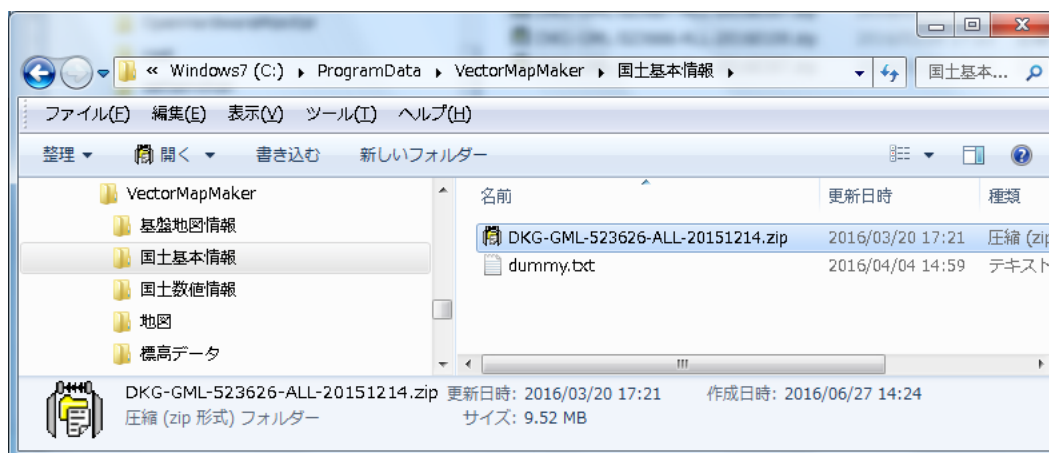 « Windows7 (C:) ▸ ProgramData ▸ VectorMapMaker ▸ 国土基本情報 ▸ 国土基本...
ファイル(F) 編集(E) 表示(V) ツール(T) ヘルプ(H)
整理 ▼ 開く ▼ 書き込む 新しいフォルダー
VectorMapMaker
基盤地図情報
国土基本情報
国土数値情報
地図
標高データ
名前 更新日時 種類
DKG-GML-523626-ALL-20151214.zip 2016/03/20 17:21 圧縮 (zip
dummy.txt 2016/04/04 14:59 テキスト
DKG-GML-523626-ALL-20151214.zip 更新日時: 2016/03/20 17:21 作成日時: 2016/06/27 14:24
圧縮 (zip 形式) フォルダー サイズ: 9.52 MB